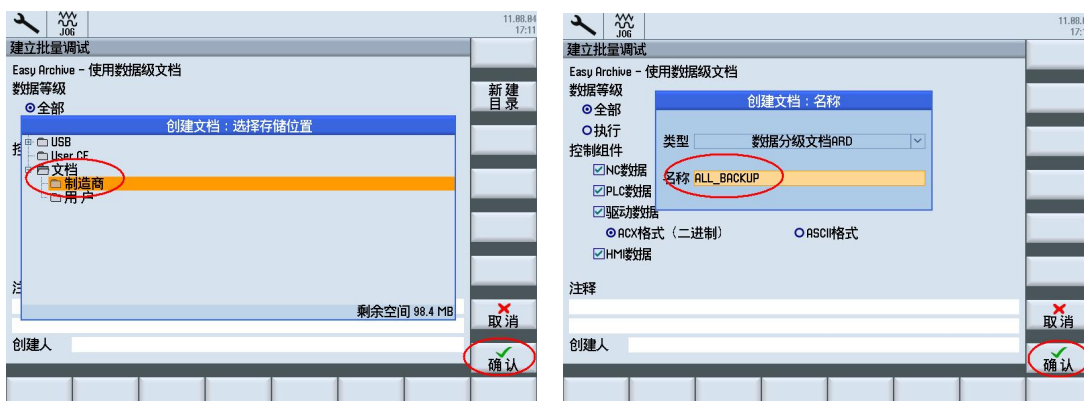 JOG
11.08.04
17:11
建立批量调试
Easy Archive - 使用数据级文档
数据等级
全部
新建
目录
创建文档：选择存储位置
USB
User CF
文档
制造商
用户
剩余空间 98.4 MB
取消
创建人
确认
JOG
11.08.0
17:1
建立批量调试
Easy Archive - 使用数据级文档
数据等级
全部
创建文档：名称
执行
类型 数据分级文档ARD
控制组件
NC数据
名称 ALL_BACKUP
PLC数据
驱动数据
ACX格式（二进制） ASCII格式
HMI数据
注释
取消
创建人
确认